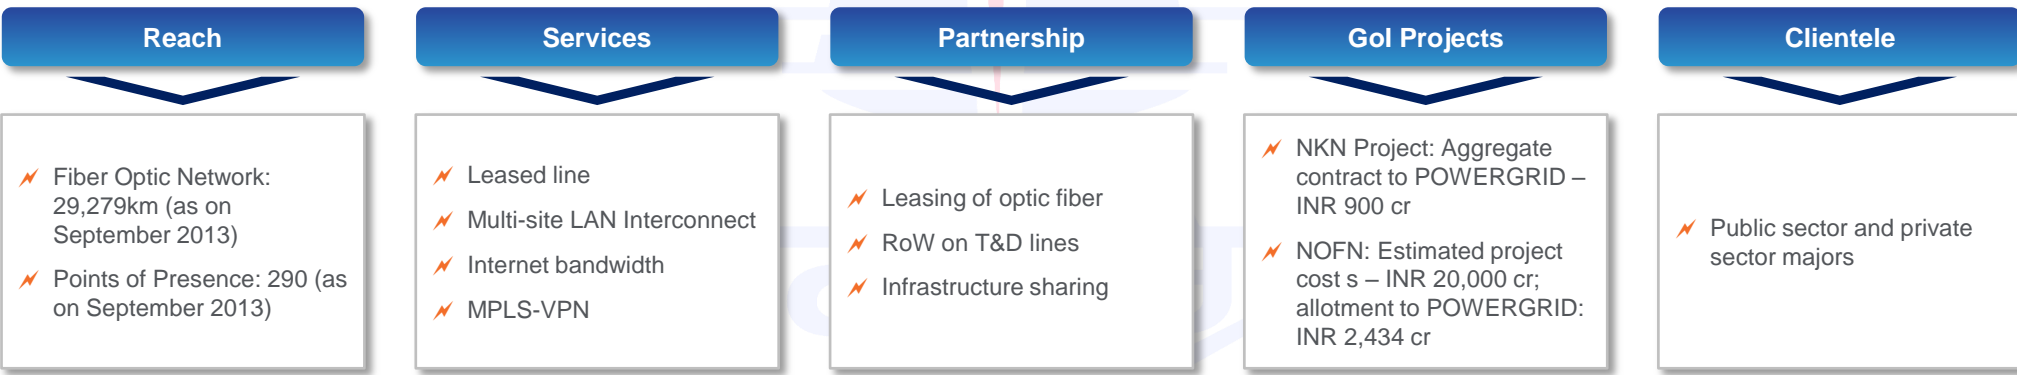 Reach
Fiber Optic Network:
29,279km (as on
September 2013)
Points of Presence: 290 (as
on September 2013)
Services
Leased line
Multi-site LAN Interconnect
Internet bandwidth
MPLS-VPN
Partnership
Leasing of optic fiber
RoW on T&D lines
Infrastructure sharing
GoI Projects
NKN Project: Aggregate
contract to POWERGRID –
INR 900 cr
NOFN: Estimated project
cost s – INR 20,000 cr;
allotment to POWERGRID:
INR 2,434 cr
Clientele
Public sector and private
sector majors